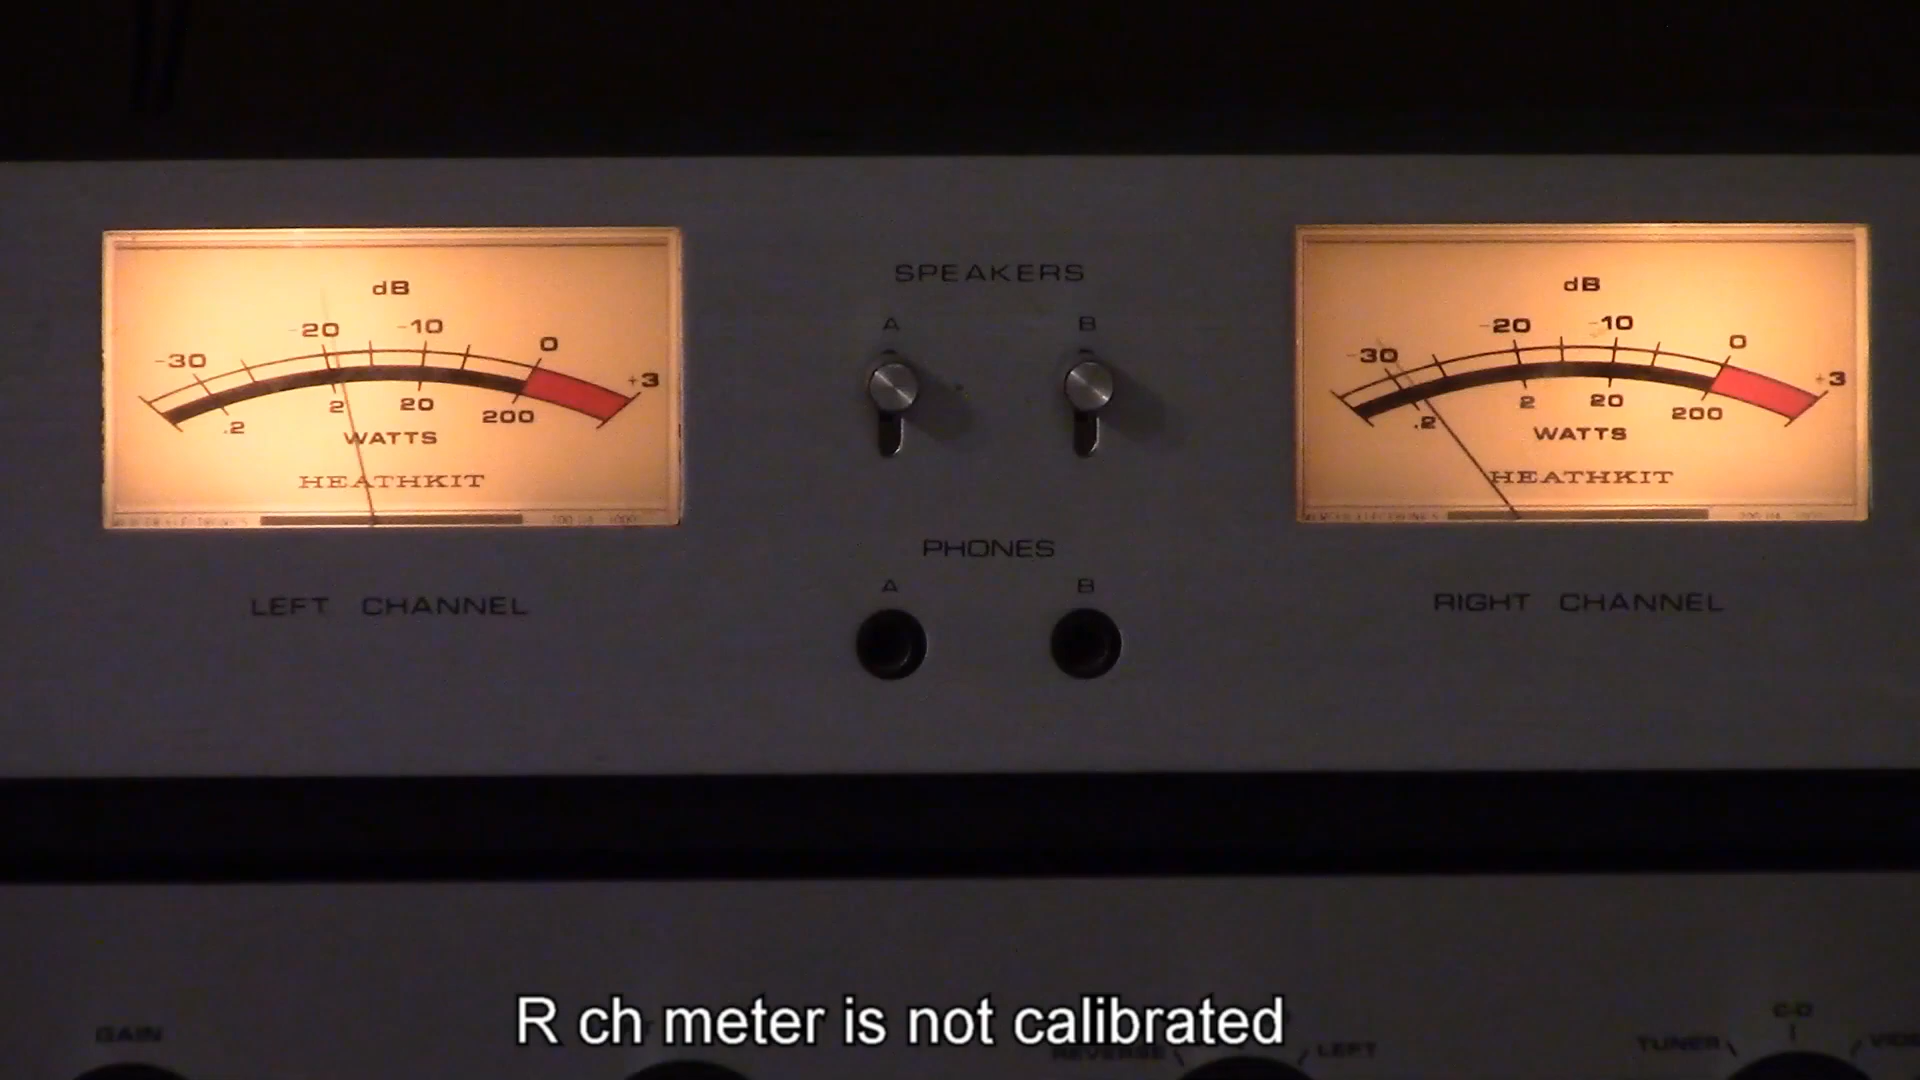 dB
-30 -20 -10 0 +3
.2 2 20 200
WATTS
HEATHKIT
LEFT CHANNEL
SPEAKERS
A B
PHONES
A B
dB
-30 -20 -10 0 +3
.2 2 20 200
WATTS
HEATHKIT
RIGHT CHANNEL
R ch meter is not calibrated
GAIN
REVERSE
LEFT
TUNER